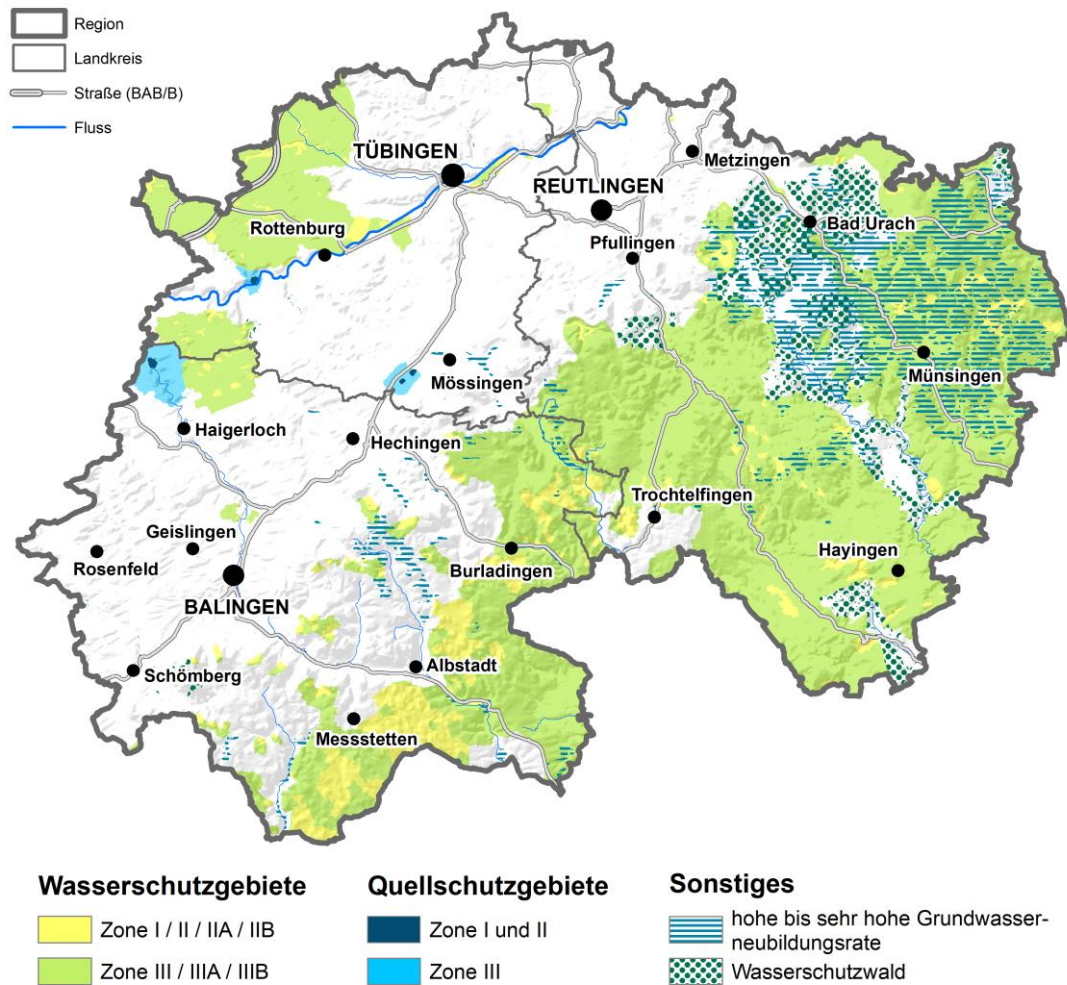 Region
Landkreis
Straße (BAB/B)
Fluss
TÜBINGEN
Metzingen
REUTLINGEN
Rottenburg
Bad Urach
Pfullingen
Mössingen
Münsingen
Haigerloch
Hechingen
Trochtelfingen
Geislingen
Rosenfeld
Burladingen
Hayingen
BALINGEN
Albstadt
Schömberg
Messstetten
Wasserschutzgebiete
Zone I / II / IIA / IIB
Zone III / IIIA / IIIB
Quellschutzgebiete
Zone I und II
Zone III
Sonstiges
hohe bis sehr hohe Grundwasser-
neubildungsrate
Wasserschutzwald